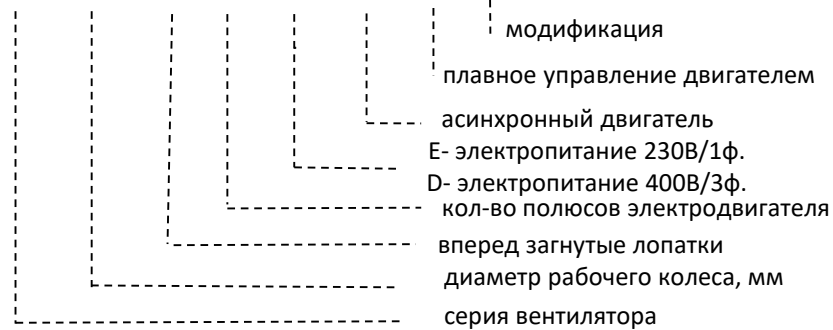 модификация
плавное управление двигателем
асинхронный двигатель
Е- электропитание 230В/1ф.
D- электропитание 400В/3ф.
кол-во полюсов электродвигателя
вперед загнутые лопатки
диаметр рабочего колеса, мм
серия вентилятора